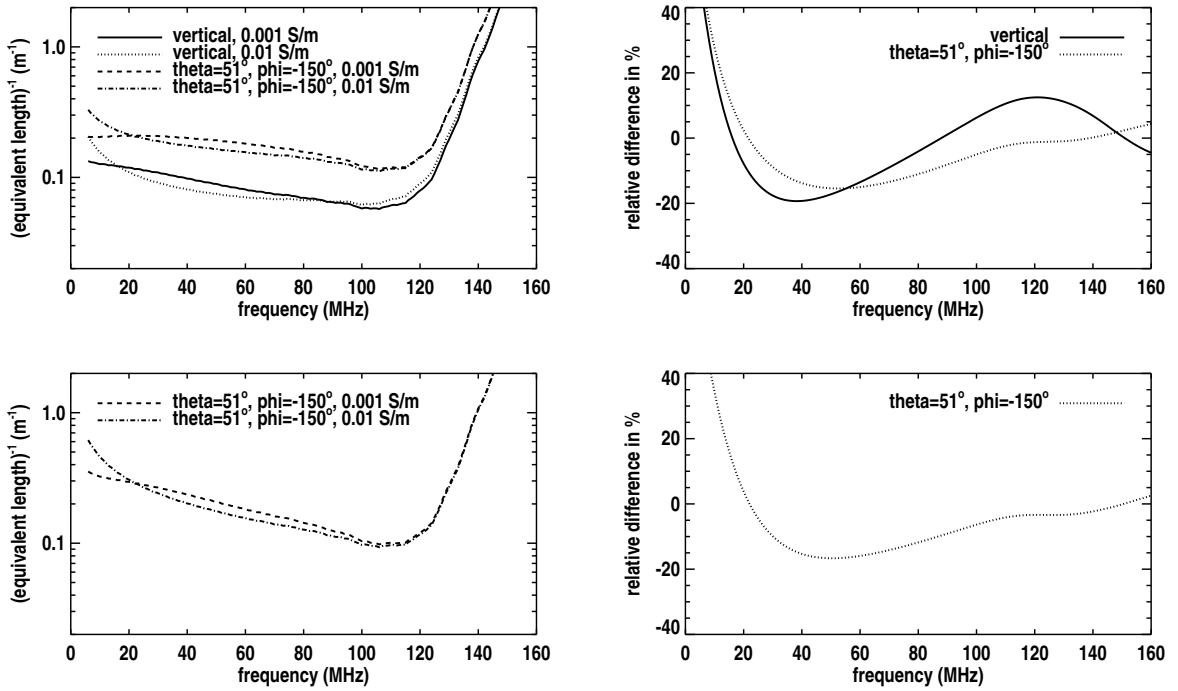 (equivalent length)⁻¹ (m⁻¹)
1.0
0.1
vertical, 0.001 S/m
vertical, 0.01 S/m
theta=51°, phi=-150°, 0.001 S/m
theta=51°, phi=-150°, 0.01 S/m
0 20 40 60 80 100 120 140 160
frequency (MHz)
relative difference in %
40
20
0
-20
-40
vertical
theta=51°, phi=-150°
0 20 40 60 80 100 120 140 160
frequency (MHz)
(equivalent length)⁻¹ (m⁻¹)
1.0
0.1
theta=51°, phi=-150°, 0.001 S/m
theta=51°, phi=-150°, 0.01 S/m
0 20 40 60 80 100 120 140 160
frequency (MHz)
relative difference in %
40
20
0
-20
-40
theta=51°, phi=-150°
0 20 40 60 80 100 120 140 160
frequency (MHz)